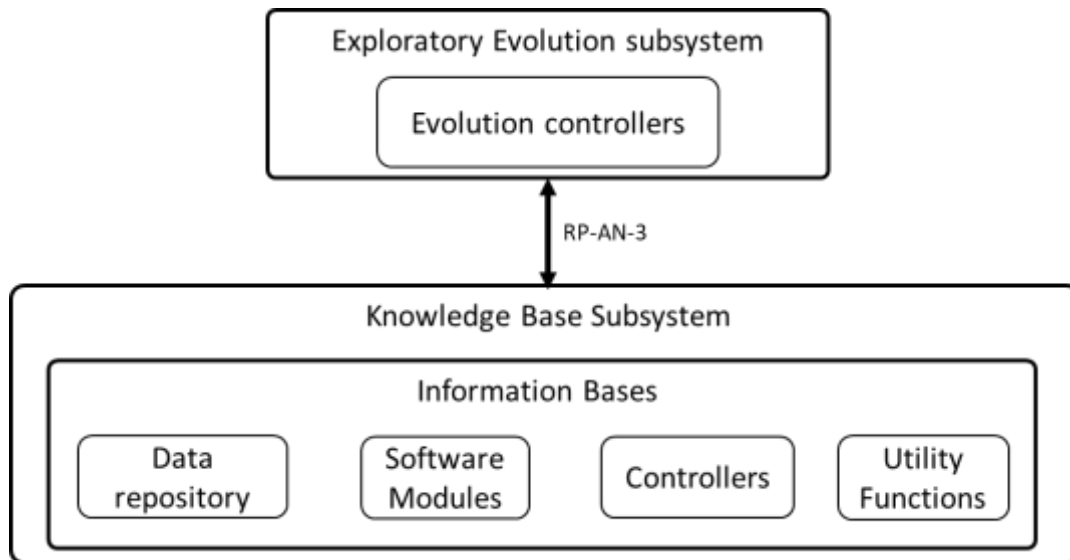 Exploratory Evolution subsystem
Evolution controllers
RP-AN-3
Knowledge Base Subsystem
Information Bases
Data
repository
Software
Modules
Controllers
Utility
Functions